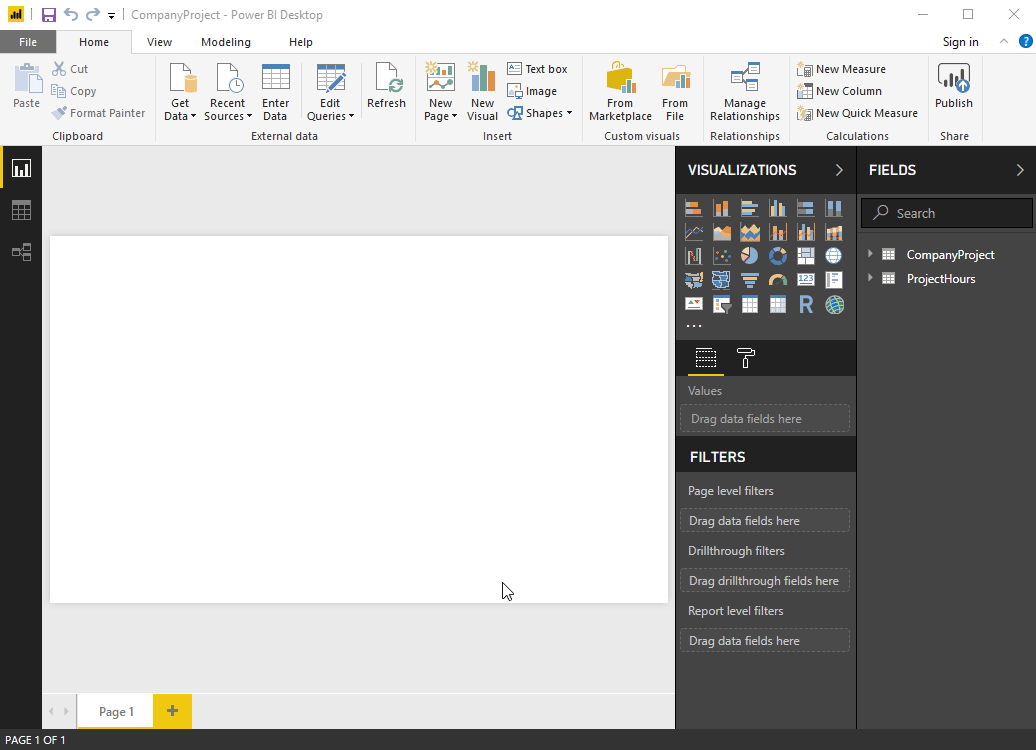 CompanyProject - Power BI Desktop
File Home View Modeling Help Sign in ?
Paste
Cut
Copy
Format Painter
Clipboard
Get Data
Recent Sources
Enter Data
Edit Queries
Refresh
External data
New Page
New Visual
Text box
Image
Shapes
Insert
From Marketplace
From File
Custom visuals
Manage Relationships
Relationships
New Measure
New Column
New Quick Measure
Calculations
Publish
Share
VISUALIZATIONS
123
R
...
Values
Drag data fields here
FILTERS
Page level filters
Drag data fields here
Drillthrough filters
Drag drillthrough fields here
Report level filters
Drag data fields here
FIELDS
Search
CompanyProject
ProjectHours
Page 1 +
PAGE 1 OF 1